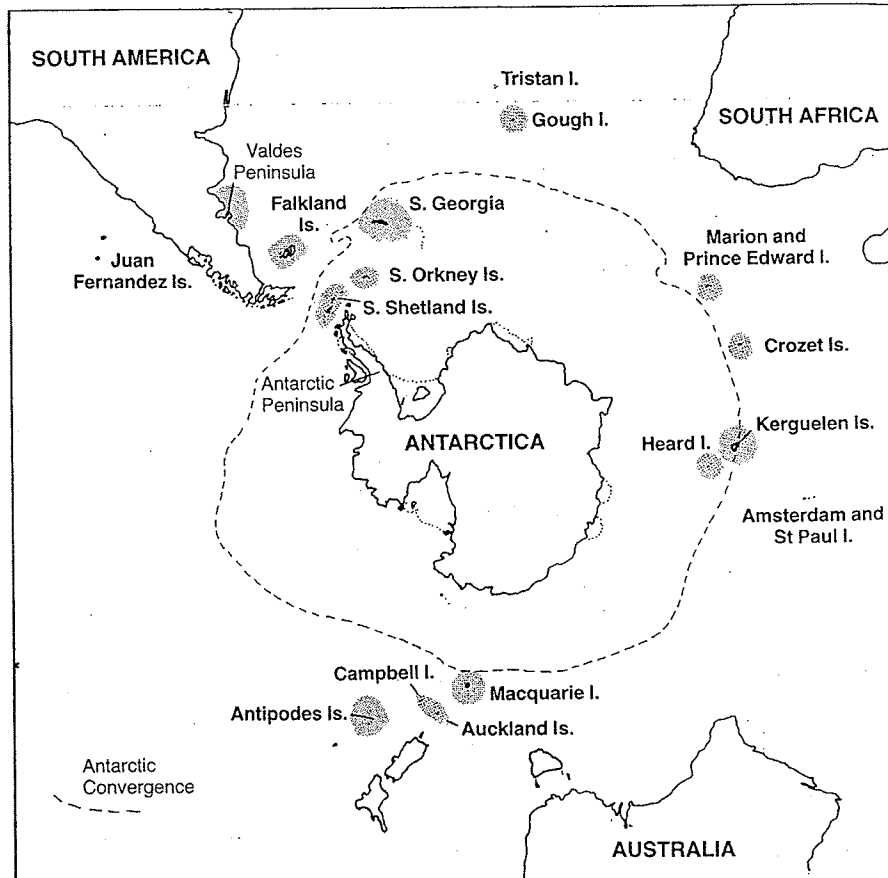 SOUTH AMERICA
Tristan I.
Gough I.
SOUTH AFRICA
Valdes
Peninsula
Falkland
Is.
S. Georgia
Marion and
Prince Edward I.
Juan
Fernandez Is.
S. Orkney Is.
S. Shetland Is.
Crozet Is.
Antarctic
Peninsula
ANTARCTICA
Kerguelen Is.
Heard I.
Amsterdam and
St Paul I.
Campbell I.
Macquarie I.
Antipodes Is.
Auckland Is.
Antarctic
Convergence
AUSTRALIA